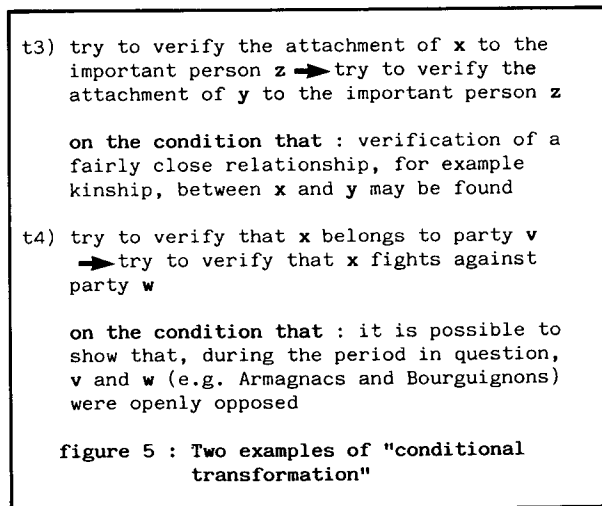 t3) try to verify the attachment of x to the
important person z ➡ try to verify the
attachment of y to the important person z
on the condition that : verification of a
fairly close relationship, for example
kinship, between x and y may be found
t4) try to verify that x belongs to party v
➡ try to verify that x fights against
party w
on the condition that : it is possible to
show that, during the period in question,
v and w (e.g. Armagnacs and Bourguignons)
were openly opposed
figure 5 : Two examples of "conditional
transformation"